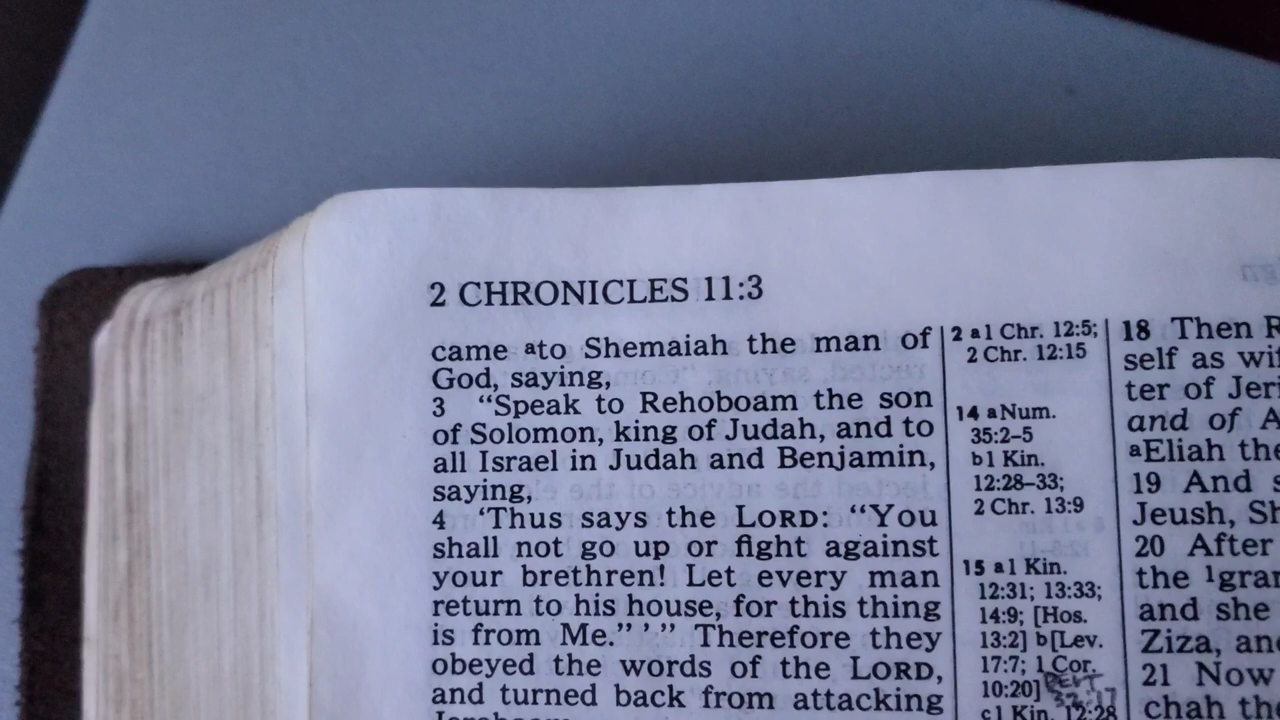 2 CHRONICLES 11:3
came ato Shemaiah the man of
God, saying,
3 “Speak to Rehoboam the son
of Solomon, king of Judah, and to
all Israel in Judah and Benjamin,
saying,
4 ‘Thus says the LORD: “You
shall not go up or fight against
your brethren! Let every man
return to his house, for this thing
is from Me.” ’ ” Therefore they
obeyed the words of the LORD,
and turned back from attacking
2 a1 Chr. 12:5;
2 Chr. 12:15
14 aNum.
35:2–5
b1 Kin.
12:28–33;
2 Chr. 13:9
15 a1 Kin.
12:31; 13:33;
14:9; [Hos.
13:2] b[Lev.
17:7; 1 Cor.
10:20]
c1 Kin. 12:28
18 Then
self as
ter of
and of
aEliah
19 And
Jeush,
20 After
the
and she
Ziza,
21 Now
chah